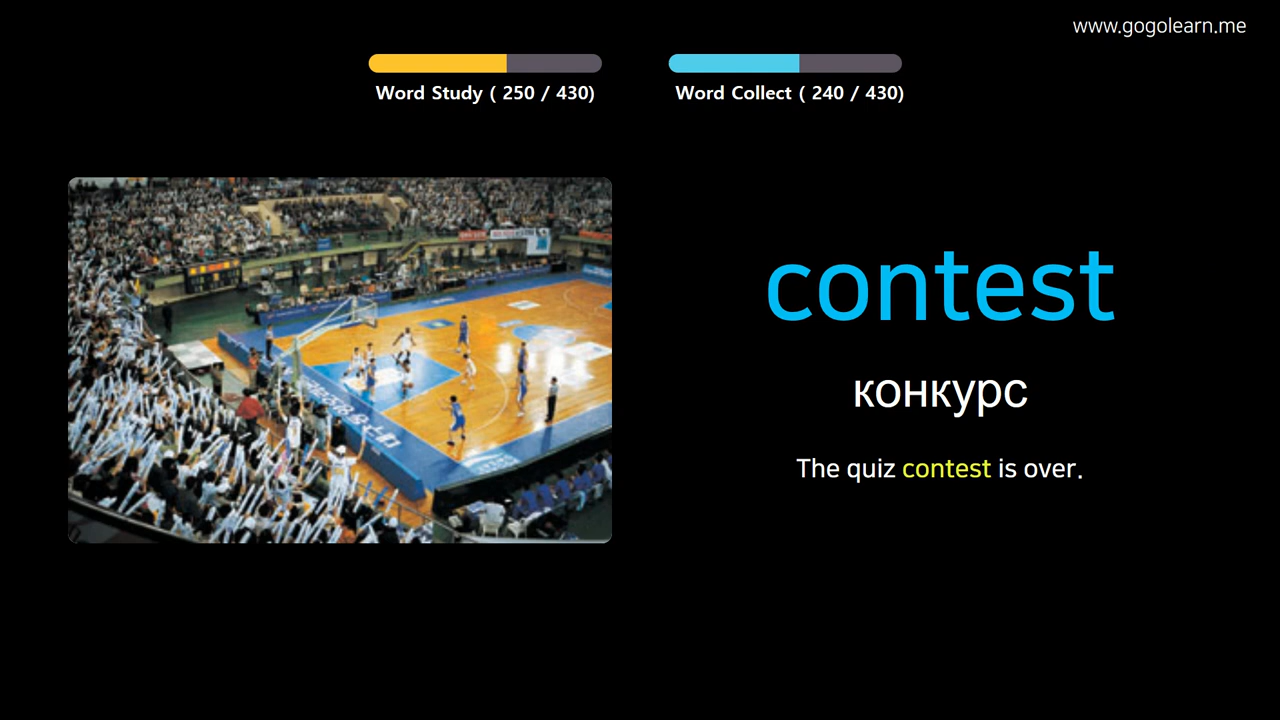 www.gogolearn.me
Word Study ( 250 / 430)
Word Collect ( 240 / 430)
contest
конкурс
The quiz contest is over.